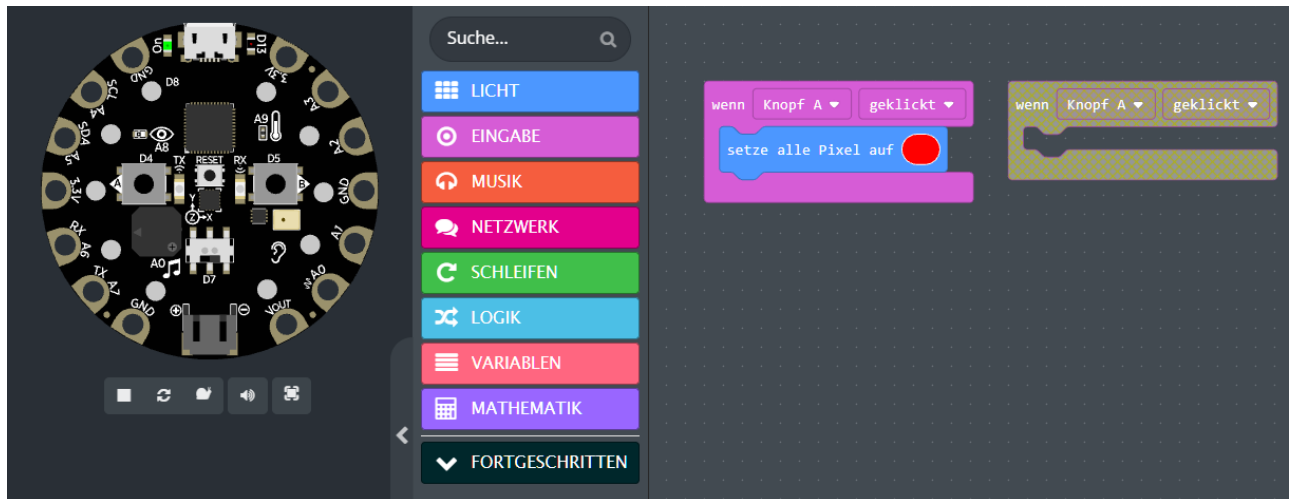 On
D13
GND
3.3V
D8
SCL
A4
A3
A9
SDA
A5
A8
A2
D4
TX
RESET
RX
D5
A
B
3.3V
GND
Y
Z
X
RX
A6
A1
A0
D7
TX
A7
A0
GND
VOUT
Suche...
LICHT
EINGABE
MUSIK
NETZWERK
SCHLEIFEN
LOGIK
VARIABLEN
MATHEMATIK
FORTGESCHRITTEN
wenn Knopf A geklickt
setze alle Pixel auf
wenn Knopf A geklickt